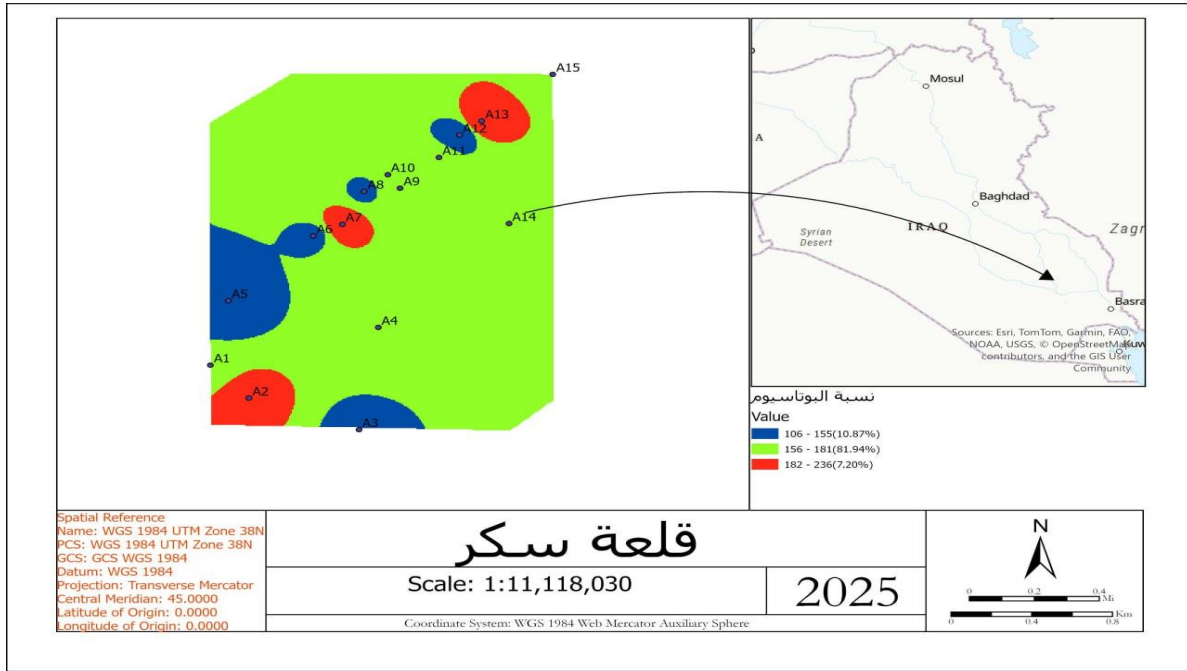 A15
A13
A12
A11
A10
A9
A8
A7
A14
A6
A5
A4
A1
A2
A3
Mosul
A
Baghdad
IRAQ
Syrian
Desert
Zagr
Basra
Sources: Esri, TomTom, Garmin, FAO,
NOAA, USGS, © OpenStreetMap
contributors, and the GIS User
Community
Kuw
نسبة البوتاسيوم
Value
106 - 155(10.87%)
156 - 181(81.94%)
182 - 236(7.20%)
Spatial Reference
Name: WGS 1984 UTM Zone 38N
PCS: WGS 1984 UTM Zone 38N
GCS: GCS WGS 1984
Datum: WGS 1984
Projection: Transverse Mercator
Central Meridian: 45.0000
Latitude of Origin: 0.0000
Longitude of Origin: 0.0000
قلعة سكر
Scale: 1:11,118,030
2025
Coordinate System: WGS 1984 Web Mercator Auxiliary Sphere
N
0 0.2 0.4
Mi
Km
0 0.4 0.8